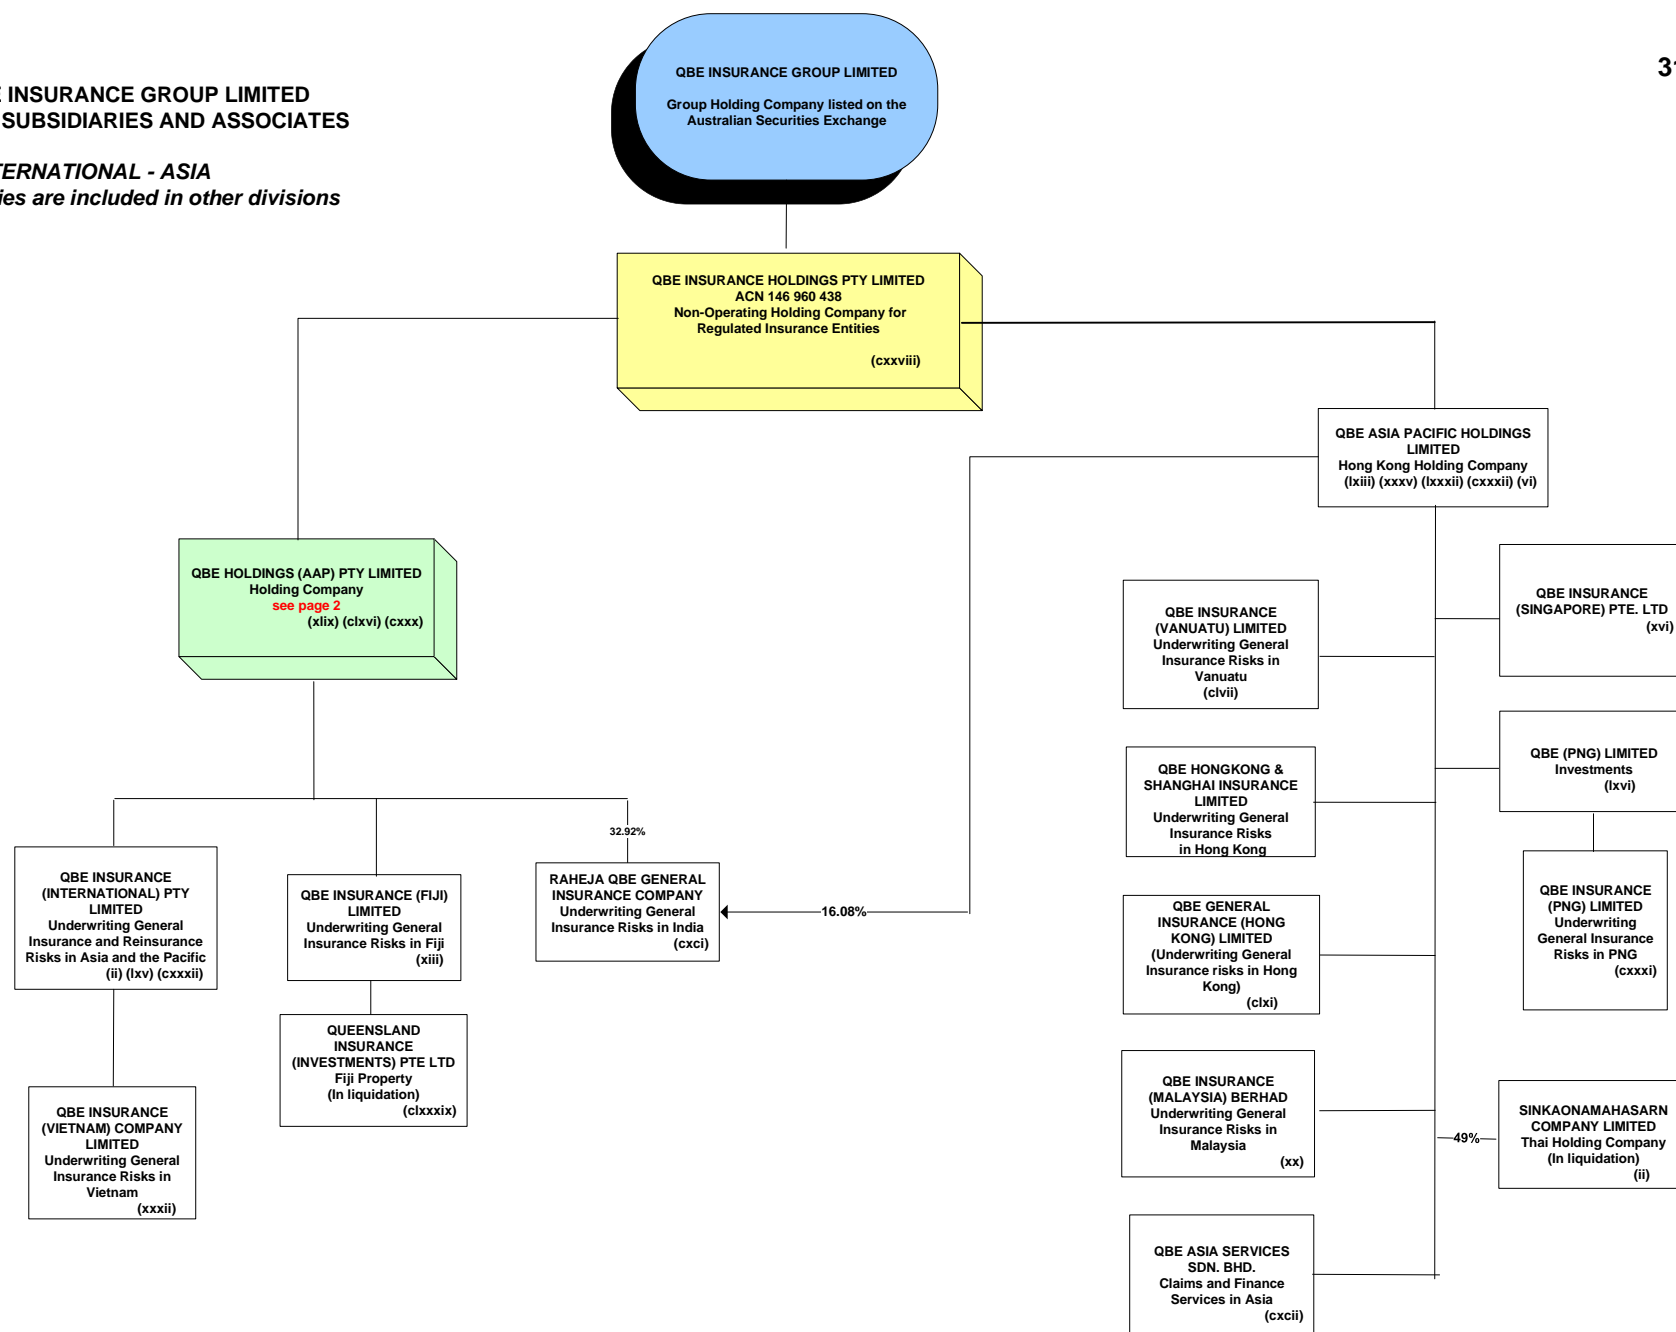 E INSURANCE GROUP LIMITED
SUBSIDIARIES AND ASSOCIATES
TERNATIONAL - ASIA
ies are included in other divisions
31
QBE INSURANCE GROUP LIMITED
Group Holding Company listed on the
Australian Securities Exchange
QBE INSURANCE HOLDINGS PTY LIMITED
ACN 146 960 438
Non-Operating Holding Company for
Regulated Insurance Entities
(cxxviii)
QBE ASIA PACIFIC HOLDINGS
LIMITED
Hong Kong Holding Company
(lxiii) (xxxv) (lxxxii) (cxxxii) (vi)
QBE HOLDINGS (AAP) PTY LIMITED
Holding Company
see page 2
(xlix) (clxvi) (cxxx)
QBE INSURANCE
(VANUATU) LIMITED
Underwriting General
Insurance Risks in
Vanuatu
(clvii)
QBE INSURANCE
(SINGAPORE) PTE. LTD
(xvi)
QBE HONGKONG &
SHANGHAI INSURANCE
LIMITED
Underwriting General
Insurance Risks
in Hong Kong
QBE (PNG) LIMITED
Investments
(lxvi)
32.92%
QBE INSURANCE
(INTERNATIONAL) PTY
LIMITED
Underwriting General
Insurance and Reinsurance
Risks in Asia and the Pacific
(ii) (lxv) (cxxxii)
QBE INSURANCE (FIJI)
LIMITED
Underwriting General
Insurance Risks in Fiji
(xiii)
RAHEJA QBE GENERAL
INSURANCE COMPANY
Underwriting General
Insurance Risks in India
(cxci)
16.08%
QBE GENERAL
INSURANCE (HONG
KONG) LIMITED
(Underwriting General
Insurance risks in Hong
Kong)
(clxi)
QBE INSURANCE
(PNG) LIMITED
Underwriting
General Insurance
Risks in PNG
(cxxxi)
QUEENSLAND
INSURANCE
(INVESTMENTS) PTE LTD
Fiji Property
(In liquidation)
(clxxxix)
QBE INSURANCE
(VIETNAM) COMPANY
LIMITED
Underwriting General
Insurance Risks in
Vietnam
(xxxii)
QBE INSURANCE
(MALAYSIA) BERHAD
Underwriting General
Insurance Risks in
Malaysia
(xx)
49%
SINKAONAMAHASARN
COMPANY LIMITED
Thai Holding Company
(In liquidation)
(ii)
QBE ASIA SERVICES
SDN. BHD.
Claims and Finance
Services in Asia
(cxcii)